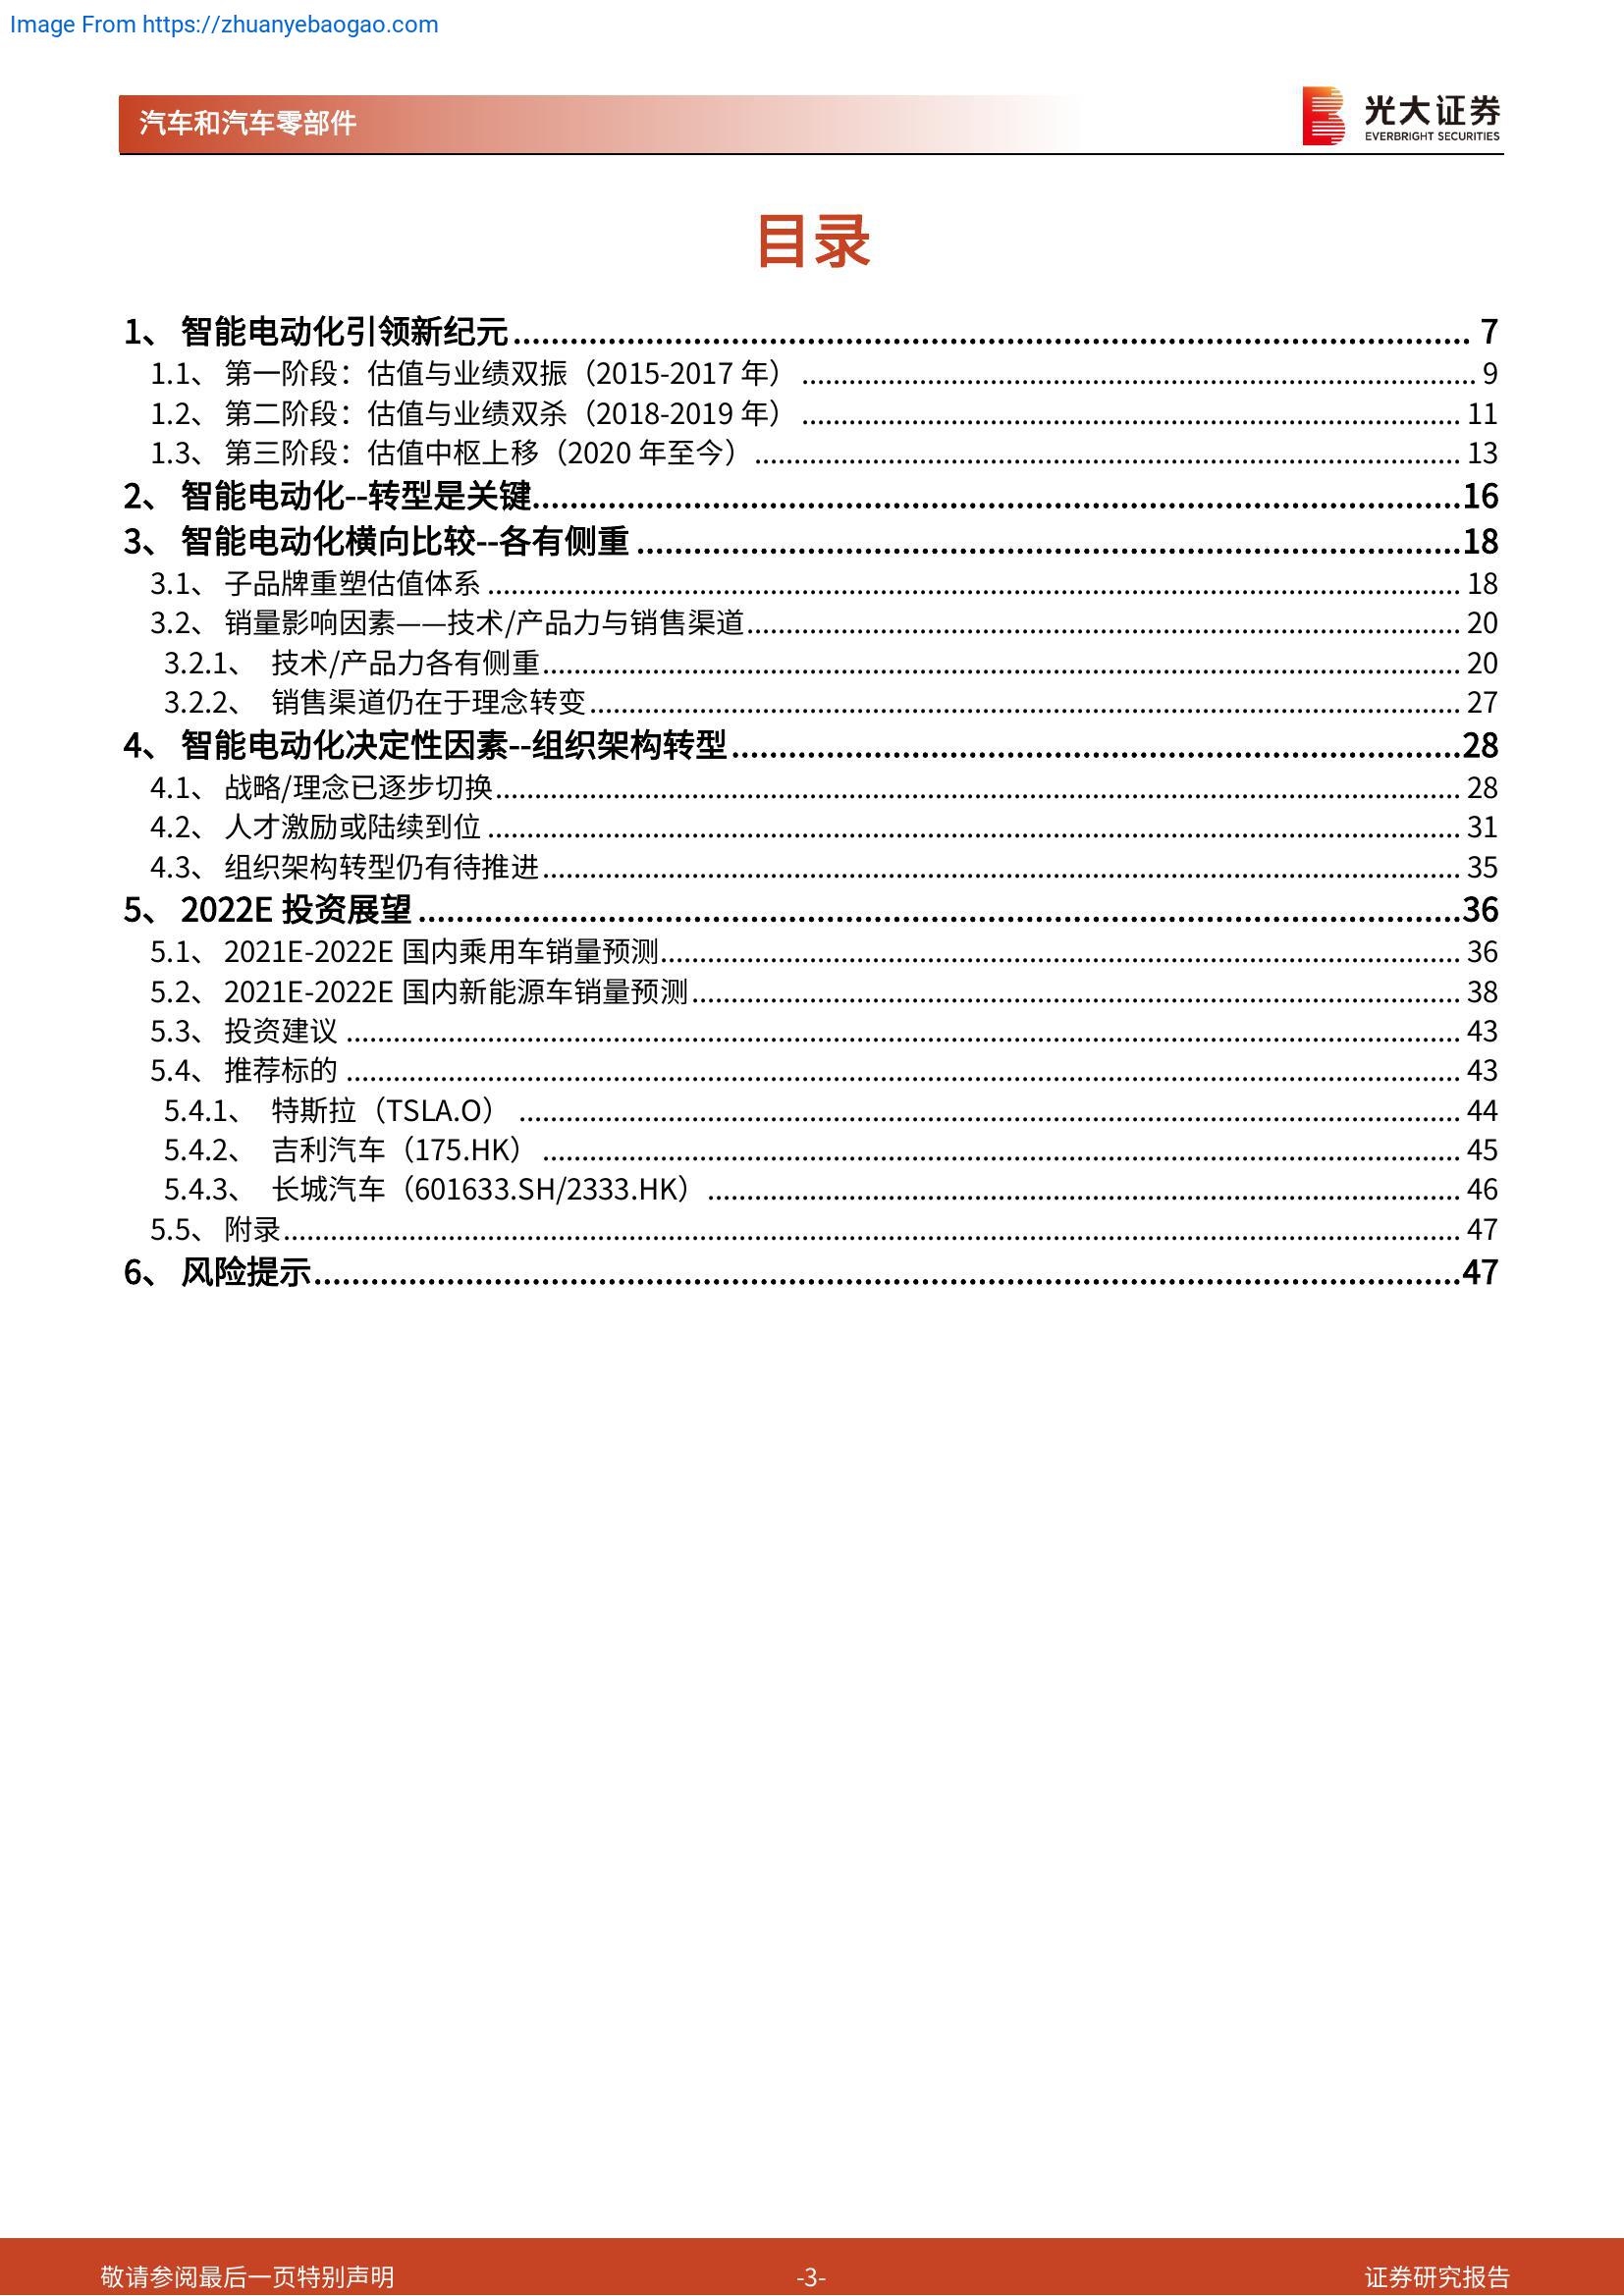 Image From https://zhuanyebaogao.com
汽车和汽车零部件
光大证券
EVERBRIGHT SECURITIES
目录
1、 智能电动化引领新纪元 7
1.1、 第一阶段：估值与业绩双振（2015-2017 年） 9
1.2、 第二阶段：估值与业绩双杀（2018-2019 年） 11
1.3、 第三阶段：估值中枢上移（2020 年至今） 13
2、 智能电动化--转型是关键 16
3、 智能电动化横向比较--各有侧重 18
3.1、 子品牌重塑估值体系 18
3.2、 销量影响因素——技术/产品力与销售渠道 20
3.2.1、 技术/产品力各有侧重 20
3.2.2、 销售渠道仍在于理念转变 27
4、 智能电动化决定性因素--组织架构转型 28
4.1、 战略/理念已逐步切换 28
4.2、 人才激励或陆续到位 31
4.3、 组织架构转型仍有待推进 35
5、 2022E 投资展望 36
5.1、 2021E-2022E 国内乘用车销量预测 36
5.2、 2021E-2022E 国内新能源车销量预测 38
5.3、 投资建议 43
5.4、 推荐标的 43
5.4.1、 特斯拉（TSLA.O） 44
5.4.2、 吉利汽车（175.HK） 45
5.4.3、 长城汽车（601633.SH/2333.HK） 46
5.5、 附录 47
6、 风险提示 47
敬请参阅最后一页特别声明
-3-
证券研究报告